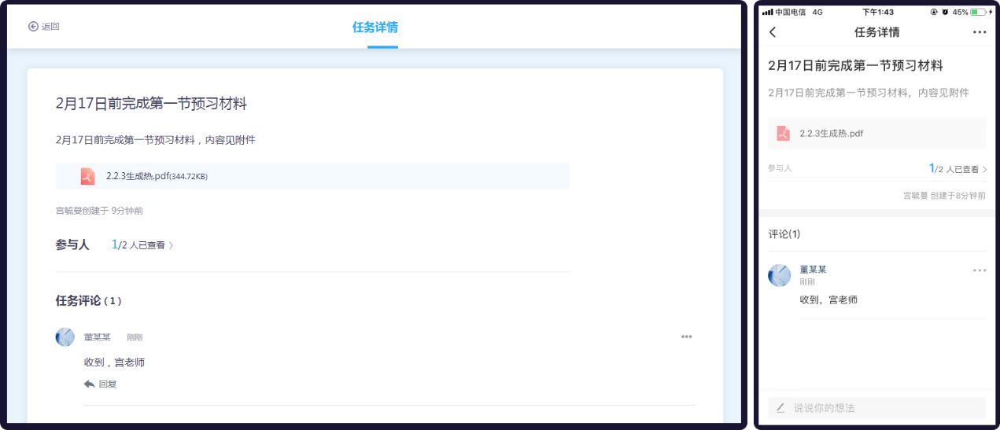 返回
任务详情
2月17日前完成第一节预习材料
2月17日前完成第一节预习材料，内容见附件
2.2.3生成热.pdf(344.72KB)
宫毓蔓创建于 9分钟前
参与人 1/2 人已查看
任务评论 ( 1 )
董某某 刚刚
收到，宫老师
回复
中国电信 4G 下午1:43 45%
任务详情
2月17日前完成第一节预习材料
2月17日前完成第一节预习材料，内容见附件
2.2.3生成热.pdf
参与人 1/2 人已查看
宫毓蔓 创建于8分钟前
评论(1)
董某某
刚刚
收到，宫老师
说说你的想法